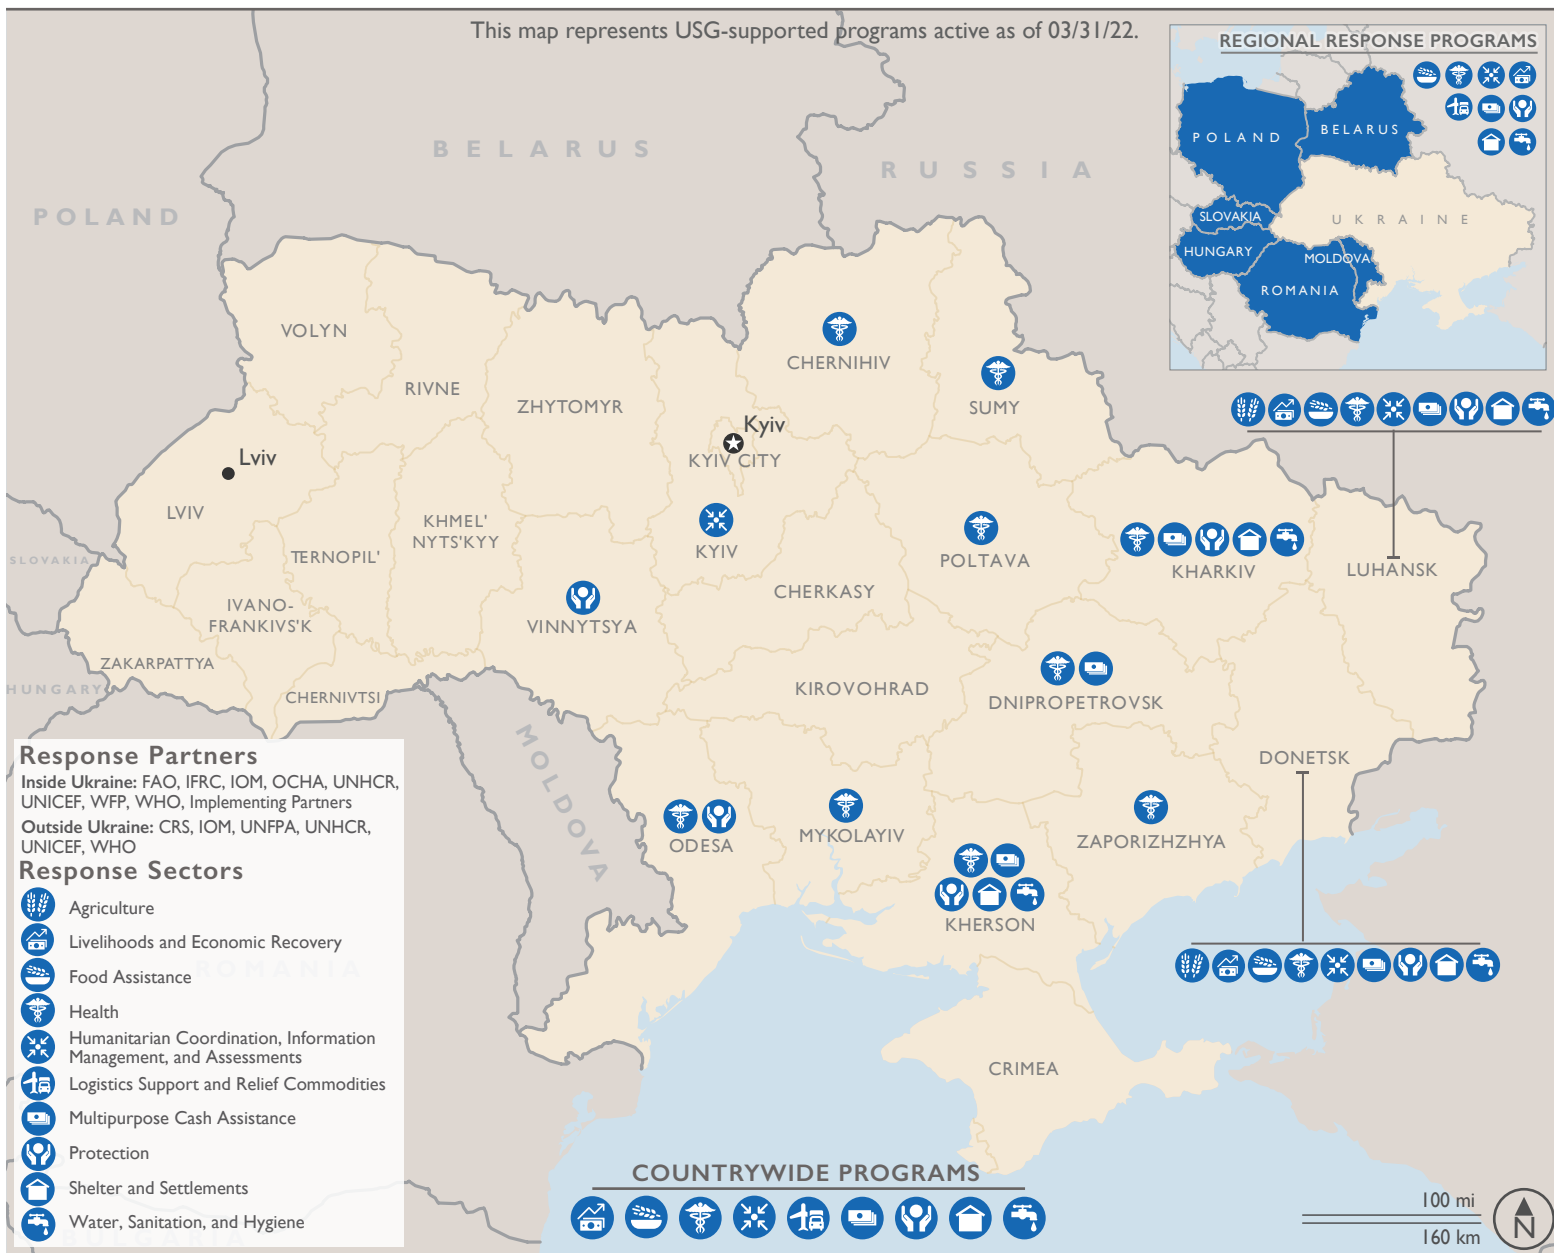 This map represents USG-supported programs active as of 03/31/22.
REGIONAL RESPONSE PROGRAMS
POLAND
BELARUS
SLOVAKIA
UKRAINE
HUNGARY
MOLDOVA
ROMANIA
BELARUS
RUSSIA
POLAND
VOLYN
RIVNE
ZHYTOMYR
CHERNIHIV
SUMY
Kyiv
KYIV CITY
Lviv
LVIV
KHMEL'
NYTS'KYY
TERNOPIL'
KYIV
POLTAVA
KHARKIV
LUHANSK
SLOVAKIA
CHERKASY
IVANO-
FRANKIVS'K
VINNYTSYA
ZAKARPATTYA
HUNGARY
CHERNIVTSI
KIROVOHRAD
DNIPROPETROVSK
DONETSK
MOLDOVA
ODESA
MYKOLAYIV
ZAPORIZHZHYA
KHERSON
CRIMEA
Response Partners
Inside Ukraine: FAO, IFRC, IOM, OCHA, UNHCR,
UNICEF, WFP, WHO, Implementing Partners
Outside Ukraine: CRS, IOM, UNFPA, UNHCR,
UNICEF, WHO
Response Sectors
Agriculture
Livelihoods and Economic Recovery
ROMANIA
Food Assistance
Health
Humanitarian Coordination, Information
Management, and Assessments
Logistics Support and Relief Commodities
Multipurpose Cash Assistance
Protection
Shelter and Settlements
Water, Sanitation, and Hygiene
BULGARIA
COUNTRYWIDE PROGRAMS
100 mi
160 km
N